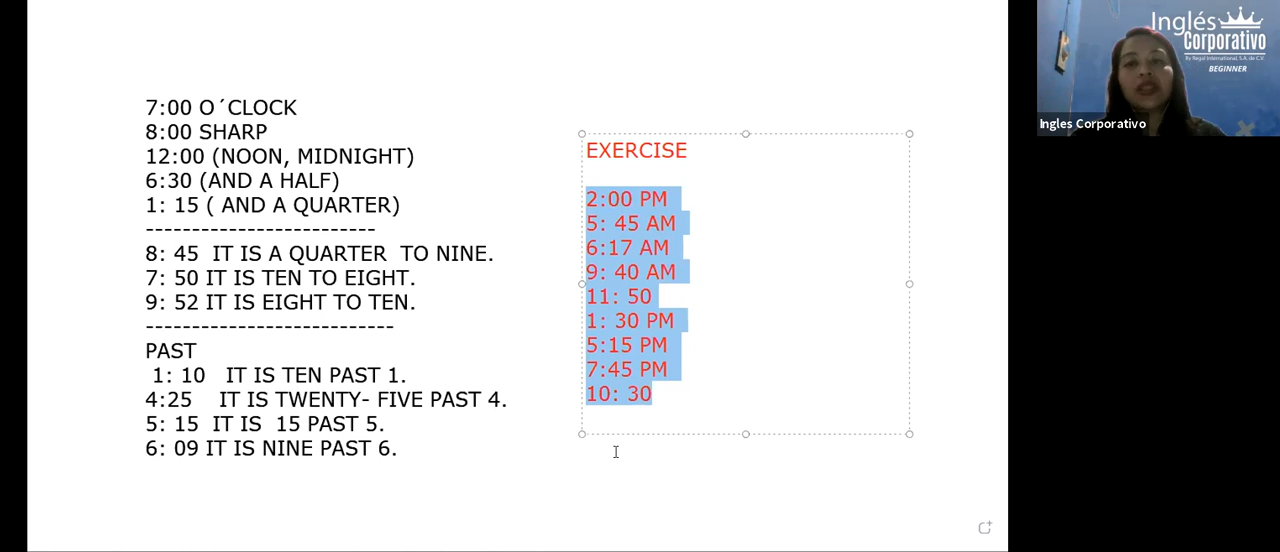 7:00 O´CLOCK
8:00 SHARP
12:00 (NOON, MIDNIGHT)
6:30 (AND A HALF)
1: 15 ( AND A QUARTER)
-------------------------
8: 45  IT IS A QUARTER  TO NINE.
7: 50 IT IS TEN TO EIGHT.
9: 52 IT IS EIGHT TO TEN.
---------------------------
PAST
1: 10   IT IS TEN PAST 1.
4:25    IT IS TWENTY- FIVE PAST 4.
5: 15  IT IS  15 PAST 5.
6: 09 IT IS NINE PAST 6.
EXERCISE
2:00 PM
5: 45 AM
6:17 AM
9: 40 AM
11: 50
1: 30 PM
5:15 PM
7:45 PM
10: 30
Inglés
Corporativo
By Regal International, S.A. de C.V.
BEGINNER
Ingles Corporativo